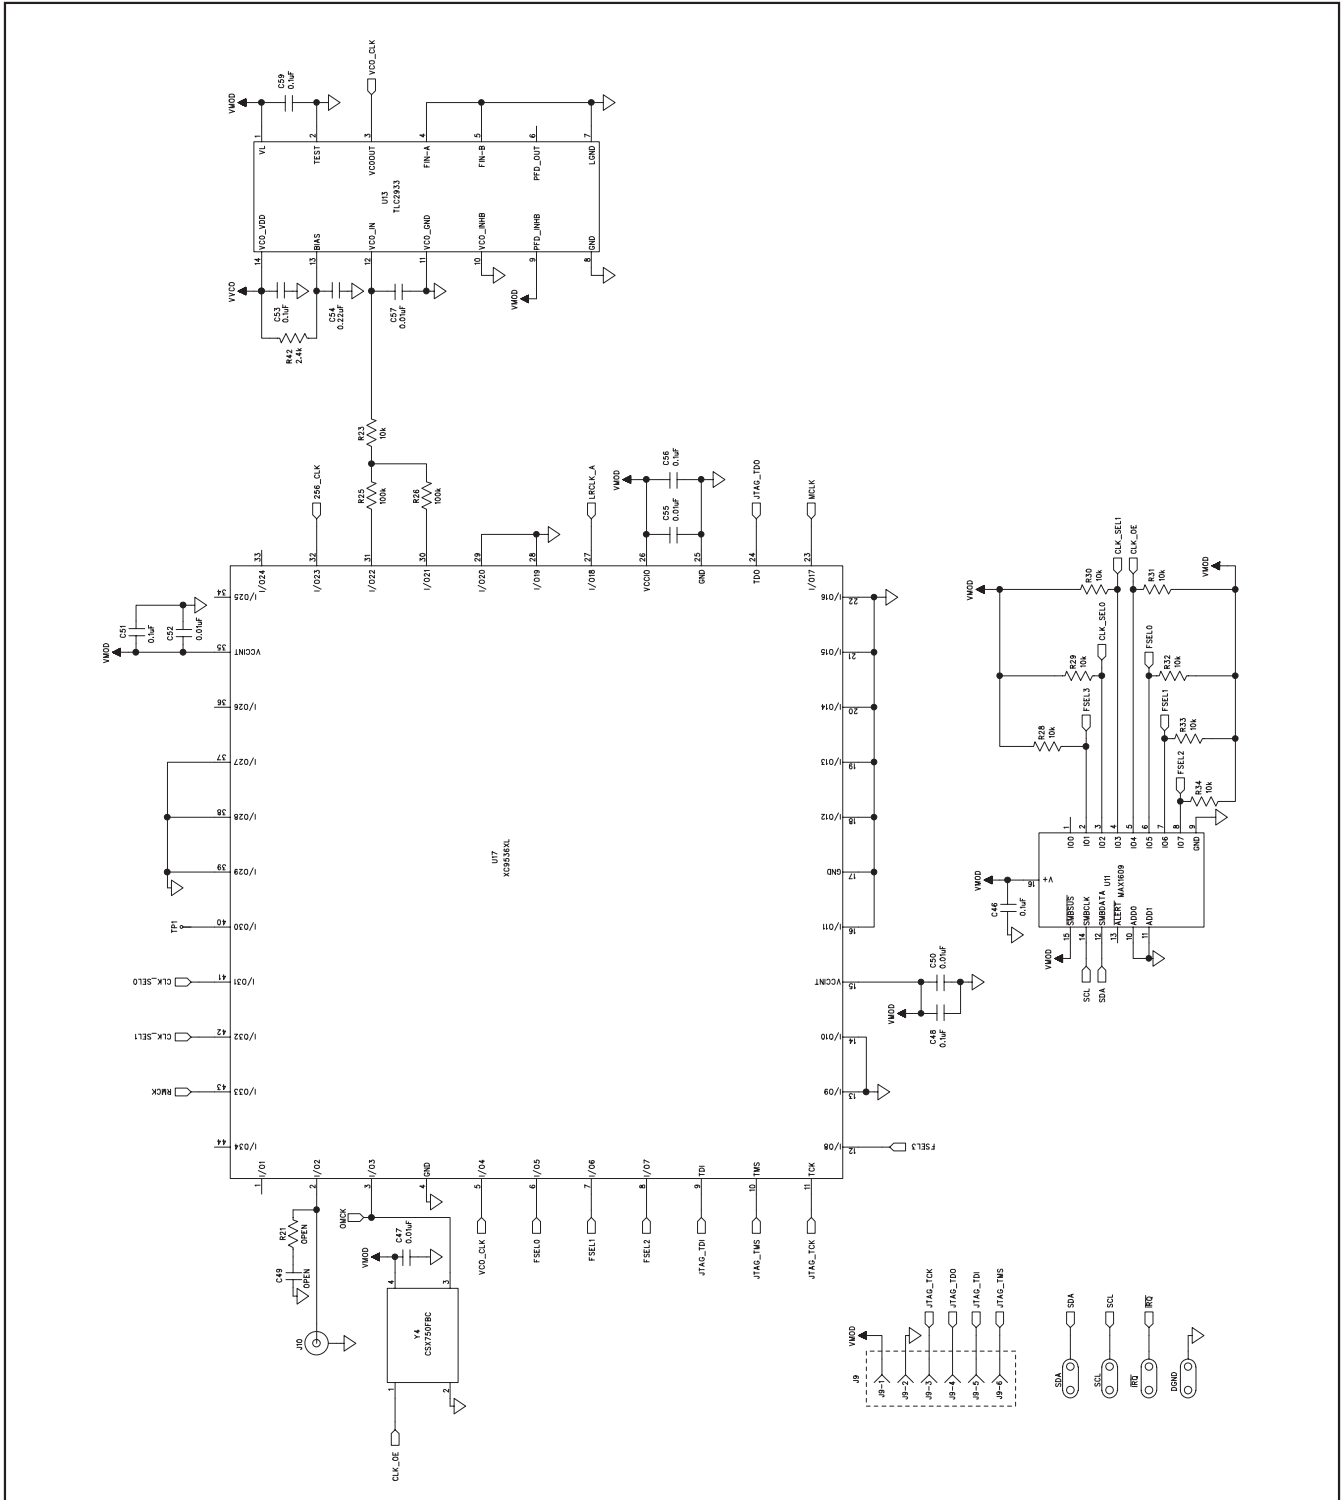 VCO_CLK
C59
0.1uF
VMOD
1
2
3
4
5
6
7
VL
TEST
VCOOUT
FIN-A
FIN-B
PFD_OUT
LGND
U13
TLC2933
VCO_VDD
BIAS
VCO_IN
VCO_GND
VCO_INHB
PFD_INHB
GND
14
13
12
11
10
9
8
VVCO
C53
0.1uF
C54
0.22uF
C57
0.01uF
VMOD
R42
2.4k
R23
10k
R25
100k
R26
100k
256_CLK
LRCLK_A
VMOD
C56
0.1uF
C55
0.01uF
JTAG_TDO
MCLK
33
32
31
30
29
28
27
26
25
24
23
I/O24
I/O23
I/O22
I/O21
I/O20
I/O19
I/O18
VCCIO
GND
TDO
I/O17
VMOD
C51
0.1uF
C52
0.01uF
34
I/O25
35
VCCINT
36
I/O26
37
I/O27
38
I/O28
39
I/O29
TP1
40
I/O30
CLK_SEL0
41
I/O31
CLK_SEL1
42
I/O32
RMCK
43
I/O33
44
I/O34
U17
XC9536XL
I/O16
22
I/O15
21
I/O14
20
I/O13
19
I/O12
18
GND
17
I/O11
16
VCCINT
15
I/O10
14
I/O9
13
I/O8
12
FSEL3
C50
0.01uF
VMOD
C48
0.1uF
I/O1
I/O2
I/O3
GND
I/O4
I/O5
I/O6
I/O7
TDI
TMS
TCK
1
2
3
4
5
6
7
8
9
10
11
R21
OPEN
C49
OPEN
J10
OMCK
VMOD
C47
0.01uF
4
3
Y4
CSX750FBC
1
2
CLK_OE
VCO_CLK
FSEL0
FSEL1
FSEL2
JTAG_TDI
JTAG_TMS
JTAG_TCK
CLK_SEL1
CLK_OE
VMOD
R30
10k
R31
10k
VMOD
CLK_SEL0
R29
10k
FSEL0
R32
10k
FSEL3
R28
10k
FSEL1
R33
10k
FSEL2
R34
10k
1
2
3
4
5
6
7
8
9
IO0
IO1
IO2
IO3
IO4
IO5
IO6
IO7
GND
VMOD
16
V+
C46
0.1uF
U11
MAX1609
SMBSUS
SMBCLK
SMBDATA
ALERT
ADD0
ADD1
15
14
12
13
10
11
VMOD
SCL
SDA
VMOD
JTAG_TCK
JTAG_TDO
JTAG_TDI
JTAG_TMS
J9
J9-1
J9-2
J9-3
J9-4
J9-5
J9-6
SDA
SCL
IRQ
SDA
SCL
IRQ
DGND